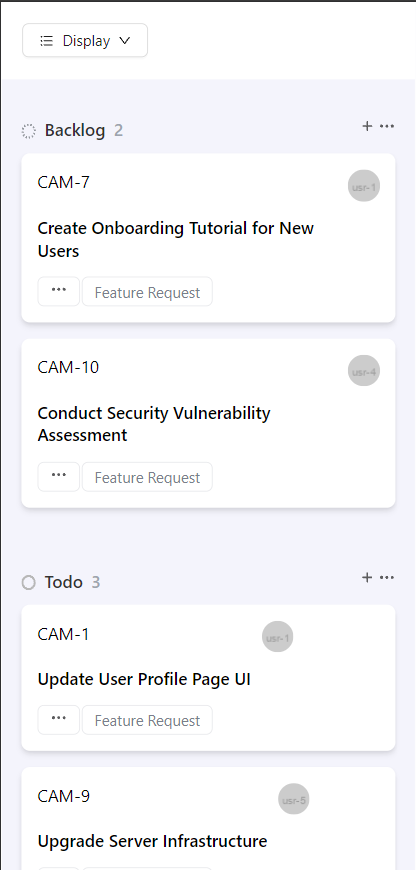 Display
Backlog 2
CAM-7
usr-1
Create Onboarding Tutorial for New
Users
Feature Request
CAM-10
usr-4
Conduct Security Vulnerability
Assessment
Feature Request
Todo 3
CAM-1
usr-1
Update User Profile Page UI
Feature Request
CAM-9
usr-5
Upgrade Server Infrastructure